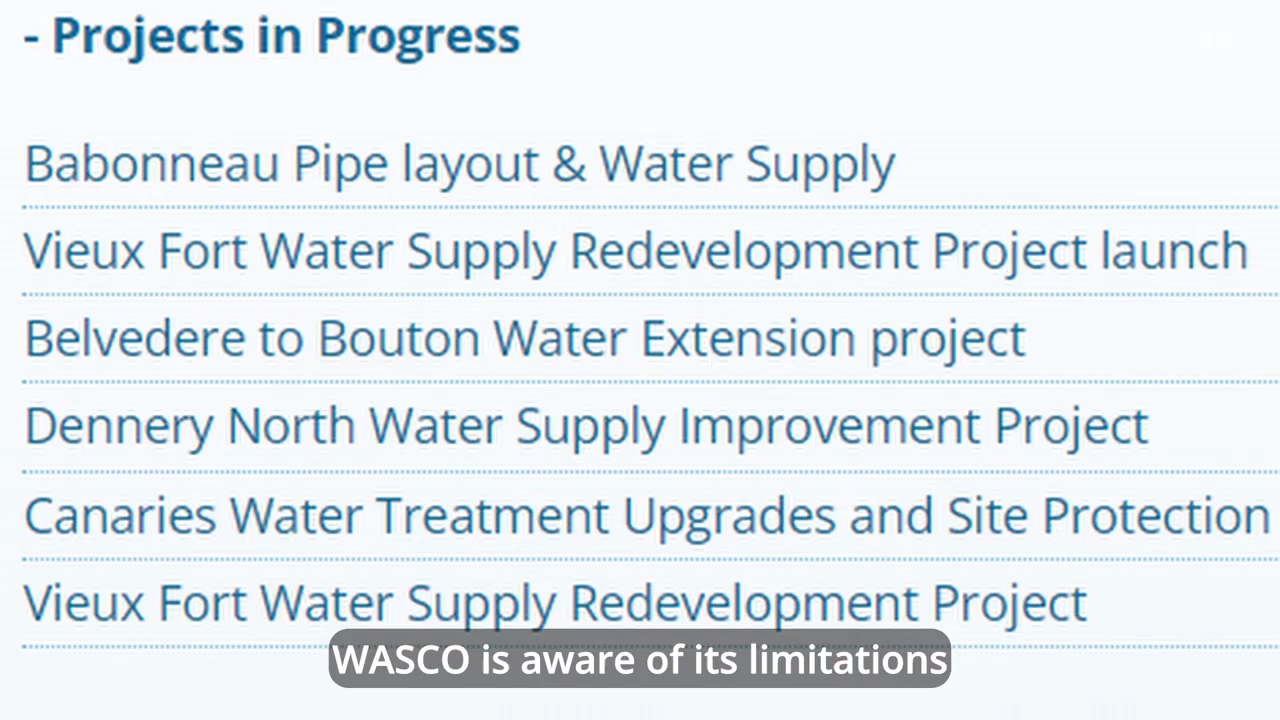 - Projects in Progress
Babonneau Pipe layout & Water Supply
Vieux Fort Water Supply Redevelopment Project launch
Belvedere to Bouton Water Extension project
Dennery North Water Supply Improvement Project
Canaries Water Treatment Upgrades and Site Protection
Vieux Fort Water Supply Redevelopment Project
WASCO is aware of its limitations